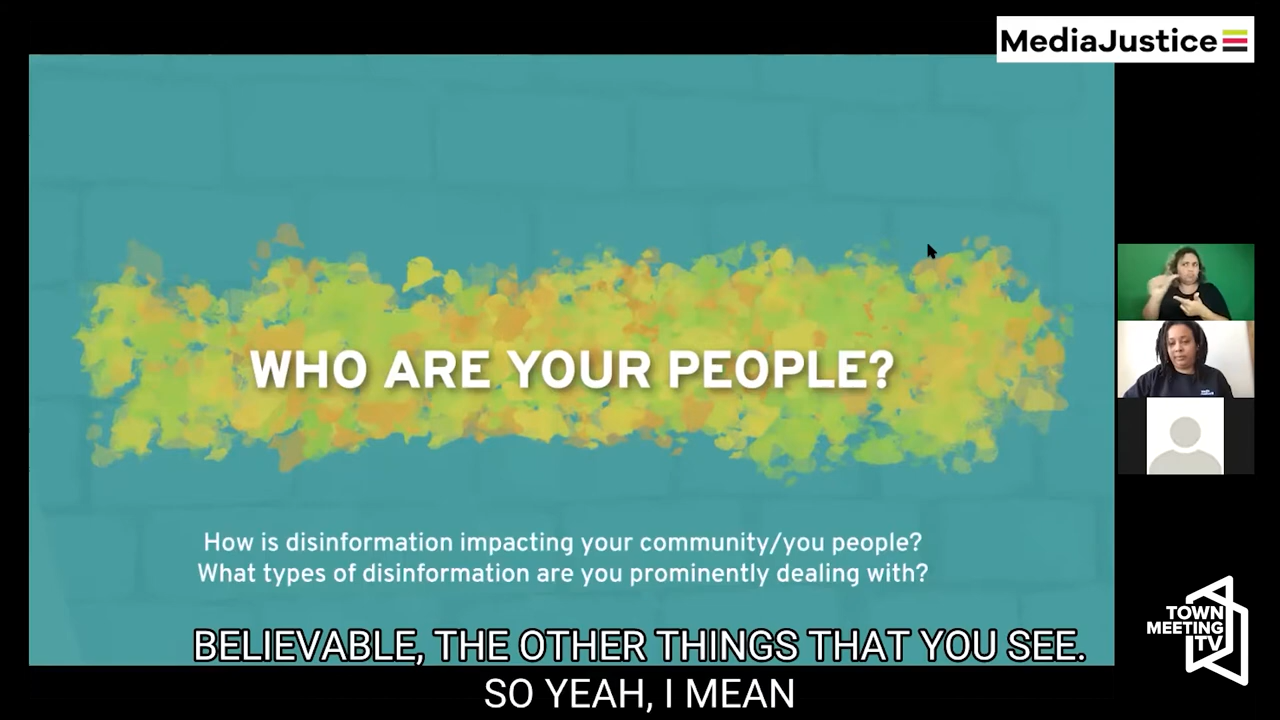 MediaJustice
WHO ARE YOUR PEOPLE?
How is disinformation impacting your community/you people?
What types of disinformation are you prominently dealing with?
BELIEVABLE, THE OTHER THINGS THAT YOU SEE.
SO YEAH, I MEAN
TOWN
MEETING
TV